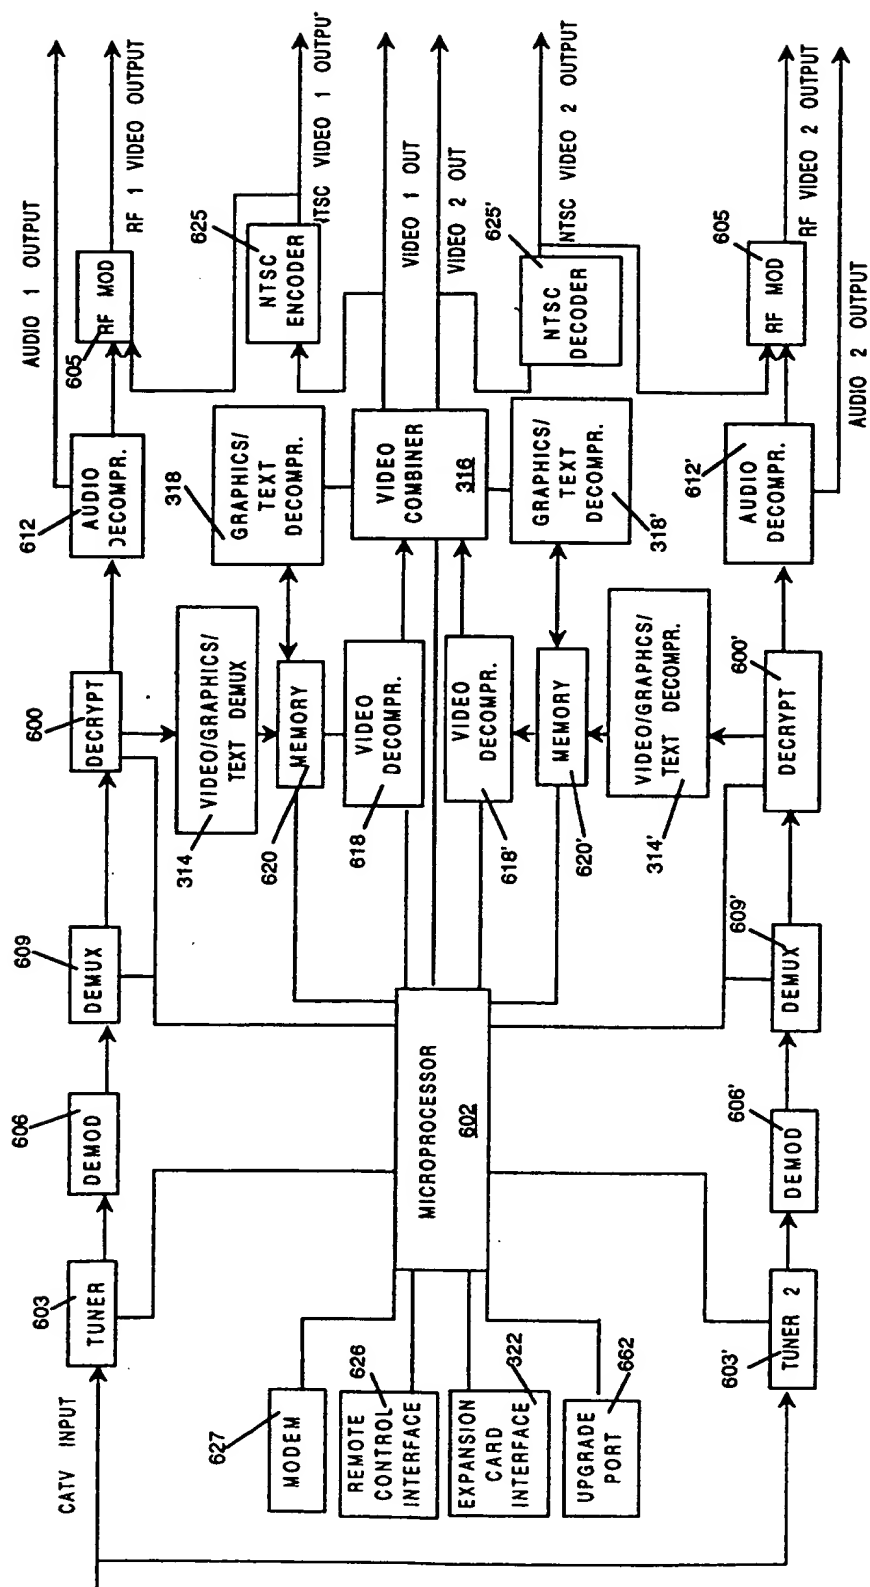 CATV INPUT
603
TUNER
606
DEMOD
609
DEMUX
600
DECRYPT
612
AUDIO
DECOMPR.
AUDIO 1 OUTPUT
605
RF MOD
RF 1 VIDEO OUTPUT
314
VIDEO/GRAPHICS/
TEXT DEMUX
318
GRAPHICS/
TEXT
DECOMPR.
625
NTSC
ENCODER
NTSC VIDEO 1 OUTPUT
620
MEMORY
618
VIDEO
DECOMPR.
VIDEO
COMBINER
316
VIDEO 1 OUT
VIDEO 2 OUT
627
MODEM
626
REMOTE
CONTROL
INTERFACE
322
EXPANSION
CARD
INTERFACE
662
UPGRADE
PORT
MICROPROCESSOR
602
618'
VIDEO
DECOMPR.
620'
MEMORY
318'
GRAPHICS/
TEXT
DECOMPR.
625'
NTSC
DECODER
NTSC VIDEO 2 OUTPUT
314'
VIDEO/GRAPHCS/
TEXT DECOMPR.
603'
TUNER 2
606'
DEMOD
609'
DEMUX
600'
DECRYPT
612'
AUDIO
DECOMPR.
605
RF MOD
RF VIDEO 2 OUTPUT
AUDIO 2 OUTPUT